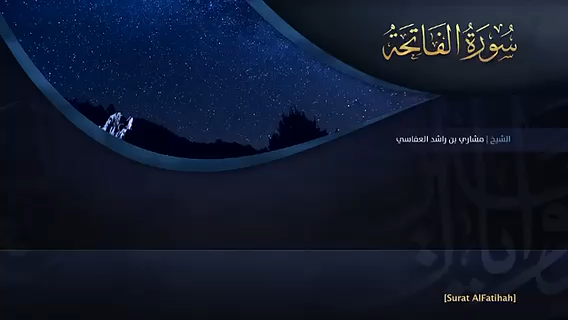 سُورَةُ الفَاتِحَةُ
الشيخ | مشاري بن راشد العفاسي
[Surat AlFatihah]